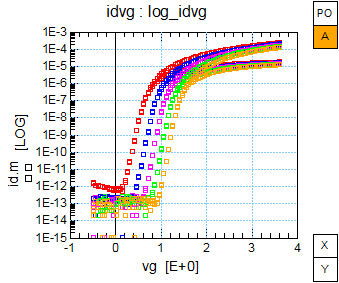 idvg : log_idvg
PO
A
id.m [LOG]
1E-3
1E-4
1E-5
1E-6
1E-7
1E-8
1E-9
1E-10
1E-11
1E-12
1E-13
1E-14
1E-15
-1 0 1 2 3 4
vg [E+0]
X
Y